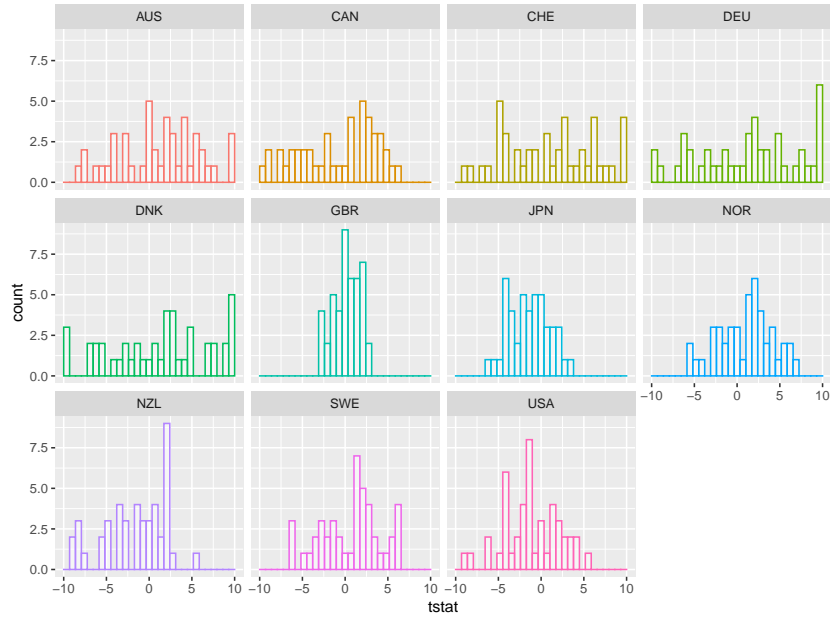 AUS CAN CHE DEU
7.5
5.0
2.5
0.0
DNK GBR JPN NOR
7.5
5.0
2.5
0.0
−10 −5 0 5 10
NZL SWE USA
7.5
5.0
2.5
0.0
−10 −5 0 5 10 −10 −5 0 5 10 −10 −5 0 5 10
count
tstat